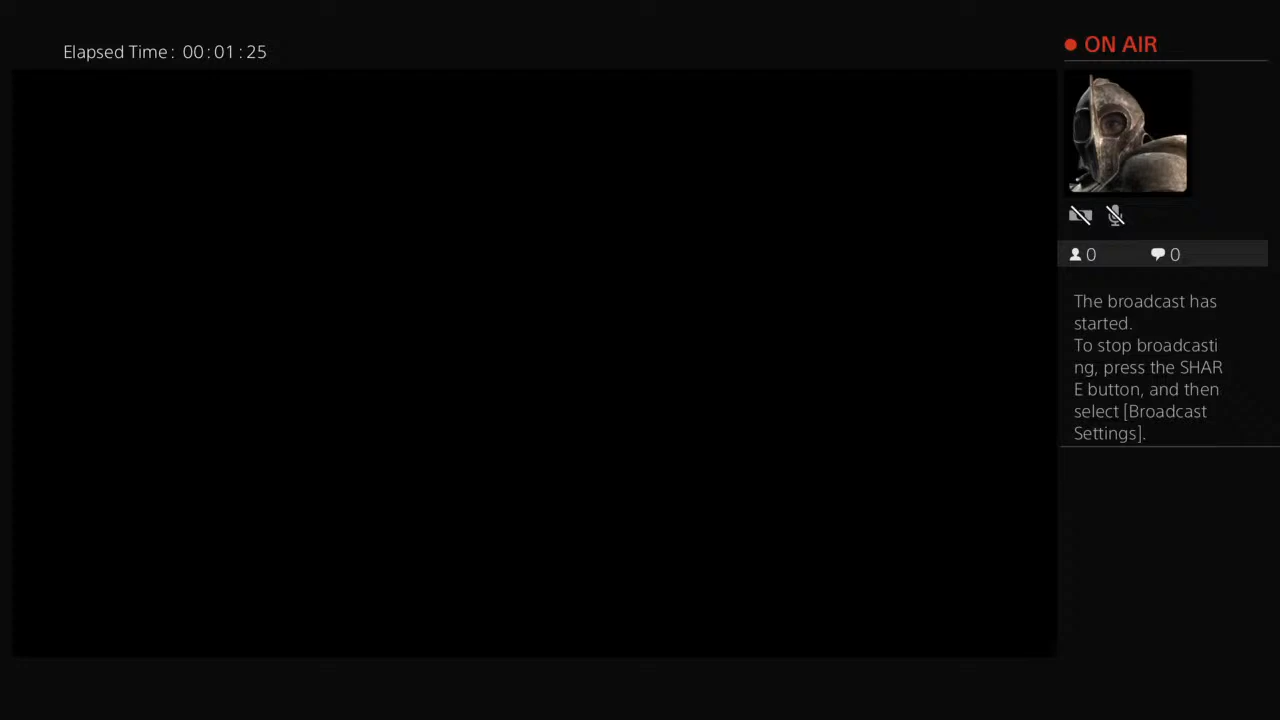 Elapsed Time: 00:01:25
ON AIR
0 0
The broadcast has
started.
To stop broadcasti
ng, press the SHAR
E button, and then
select [Broadcast
Settings].